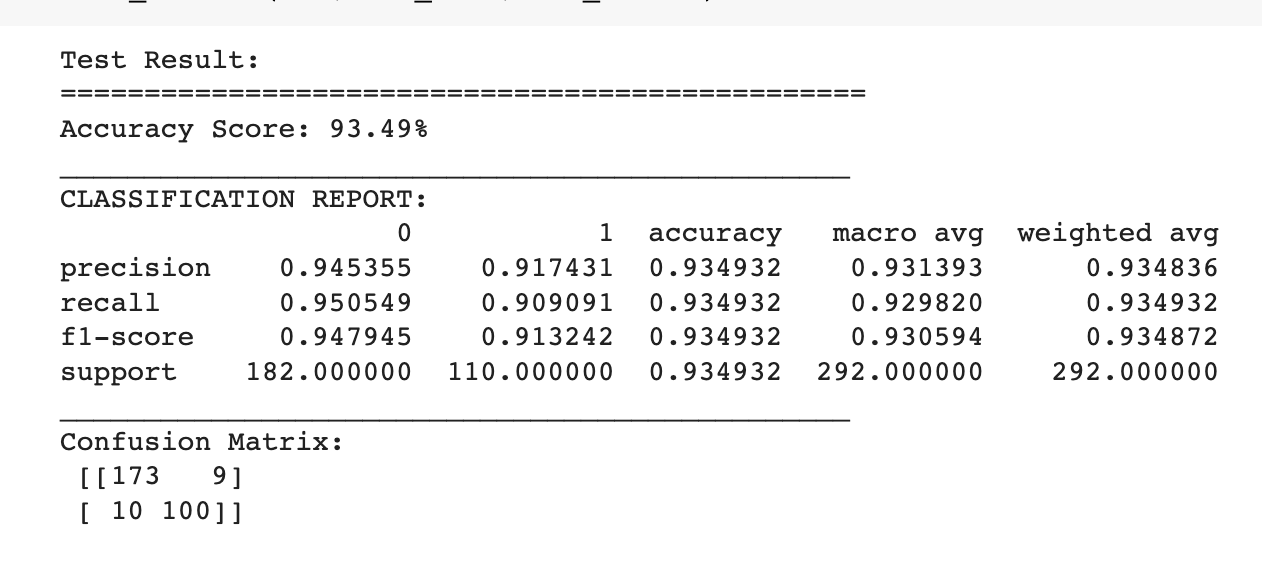 Test Result:
================================================
Accuracy Score: 93.49%
_______________________________________________
CLASSIFICATION REPORT:
0 1 accuracy macro avg weighted avg
precision 0.945355 0.917431 0.934932 0.931393 0.934836
recall 0.950549 0.909091 0.934932 0.929820 0.934932
f1-score 0.947945 0.913242 0.934932 0.930594 0.934872
support 182.000000 110.000000 0.934932 292.000000 292.000000
_______________________________________________
Confusion Matrix:
[[173 9]
[ 10 100]]